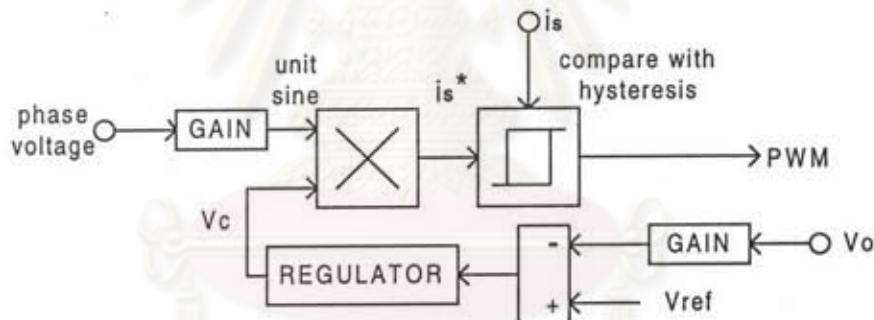 is
unit
sine
is*
compare with
hysteresis
phase
voltage
GAIN
PWM
Vc
REGULATOR
-
+
GAIN
Vo
Vref